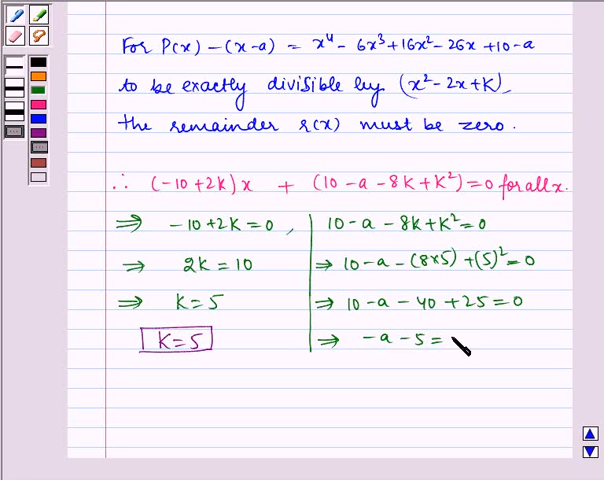 For P(x) - (x-a) = x⁴ - 6x³ + 16x² - 26x + 10 - a
to be exactly divisible by (x² - 2x + K),
the remainder r(x) must be zero.
∴ (-10 + 2K)x + (10 - a - 8K + K²) = 0 for all x.
⇒ -10 + 2K = 0, 10 - a - 8K + K² = 0
⇒ 2K = 10 ⇒ 10 - a - (8×5) + (5)² = 0
⇒ K = 5 ⇒ 10 - a - 40 + 25 = 0
K = 5 ⇒ -a - 5 =